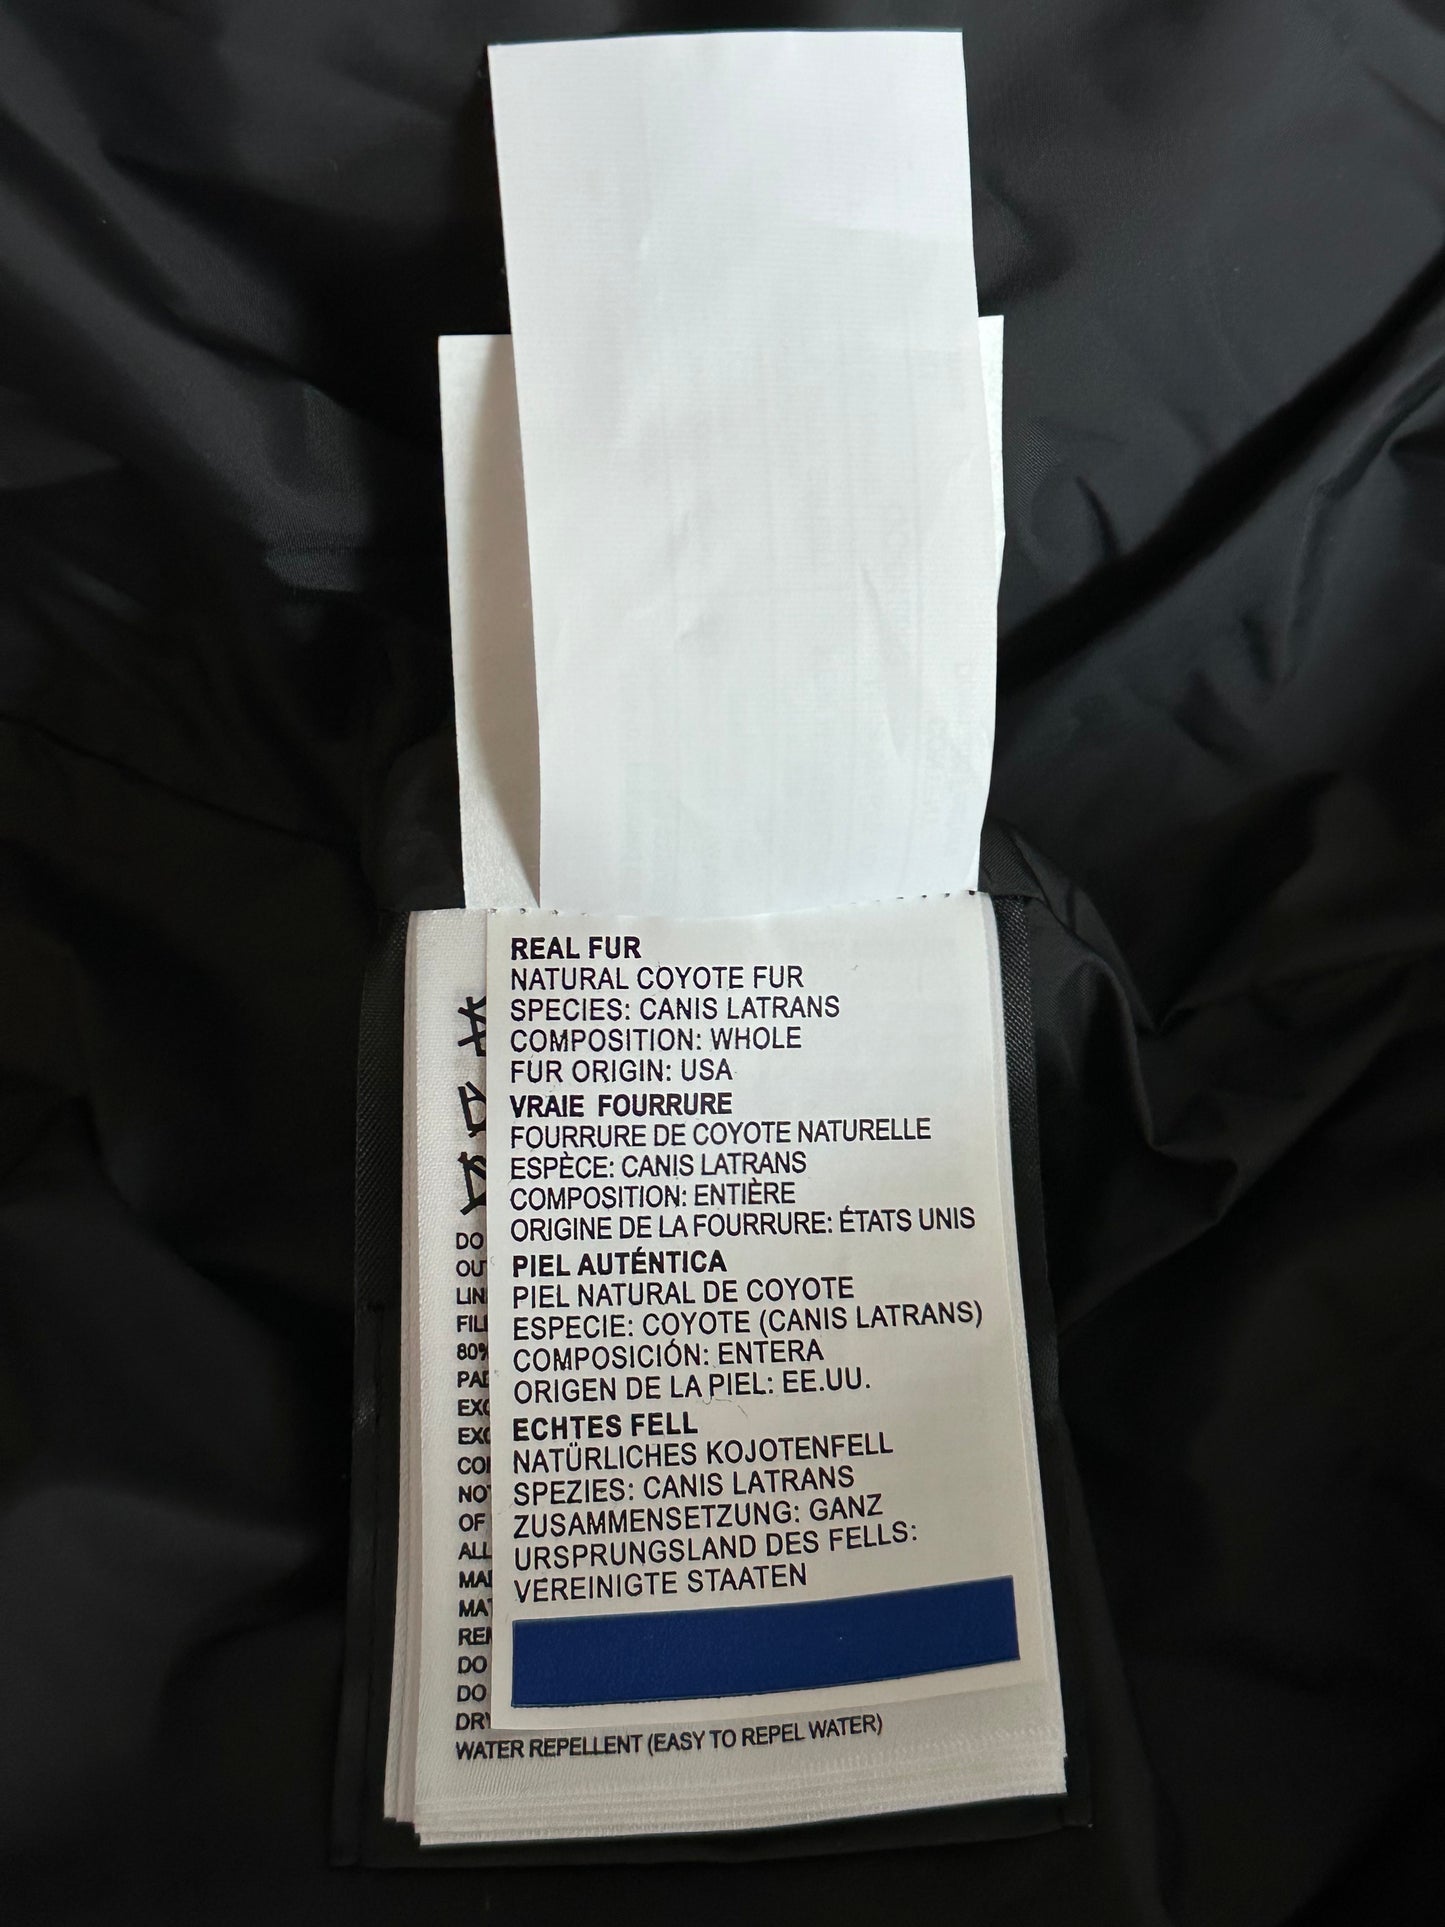 REAL FUR
NATURAL COYOTE FUR
SPECIES: CANIS LATRANS
COMPOSITION: WHOLE
FUR ORIGIN: USA
VRAIE FOURRURE
FOURRURE DE COYOTE NATURELLE
ESPÈCE: CANIS LATRANS
COMPOSITION: ENTIÈRE
ORIGINE DE LA FOURRURE: ÉTATS UNIS
PIEL AUTÉNTICA
PIEL NATURAL DE COYOTE
ESPECIE: COYOTE (CANIS LATRANS)
COMPOSICIÓN: ENTERA
ORIGEN DE LA PIEL: EE.UU.
ECHTES FELL
NATÜRLICHES KOJOTENFELL
SPEZIES: CANIS LATRANS
ZUSAMMENSETZUNG: GANZ
URSPRUNGSLAND DES FELLS:
VEREINIGTE STAATEN
DO
OF
DO
DO
WATER REPELLENT (EASY TO REPEL WATER)